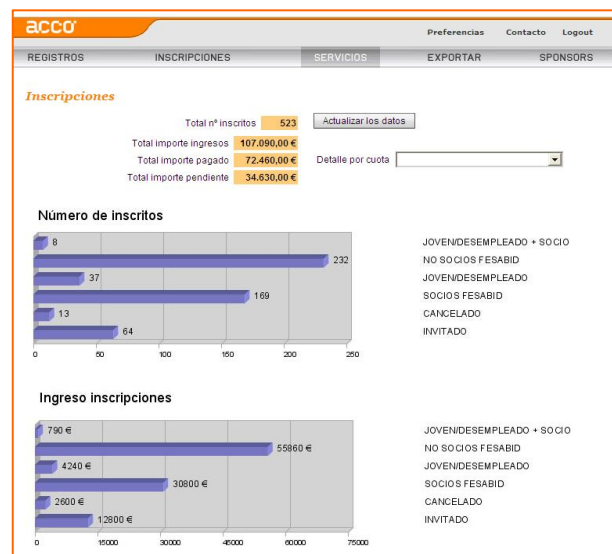 acco
Preferencias Contacto Logout
REGISTROS INSCRIPCIONES SERVICIOS EXPORTAR SPONSORS
Inscripciones
Total nº inscritos 523 Actualizar los datos
Total importe ingresos 107.090,00 €
Total importe pagado 72.460,00 € Detalle por cuota
Total importe pendiente 34.630,00 €
Número de inscritos
8 JOVEN/DESEMPLEADO + SOCIO
232 NO SOCIOS FESABID
37 JOVEN/DESEMPLEADO
169 SOCIOS FESABID
13 CANCELADO
64 INVITADO
0 50 100 150 200 250
Ingreso inscripciones
790 € JOVEN/DESEMPLEADO + SOCIO
55860 € NO SOCIOS FESABID
4240 € JOVEN/DESEMPLEADO
30800 € SOCIOS FESABID
2600 € CANCELADO
12800 € INVITADO
0 15000 30000 45000 60000 75000